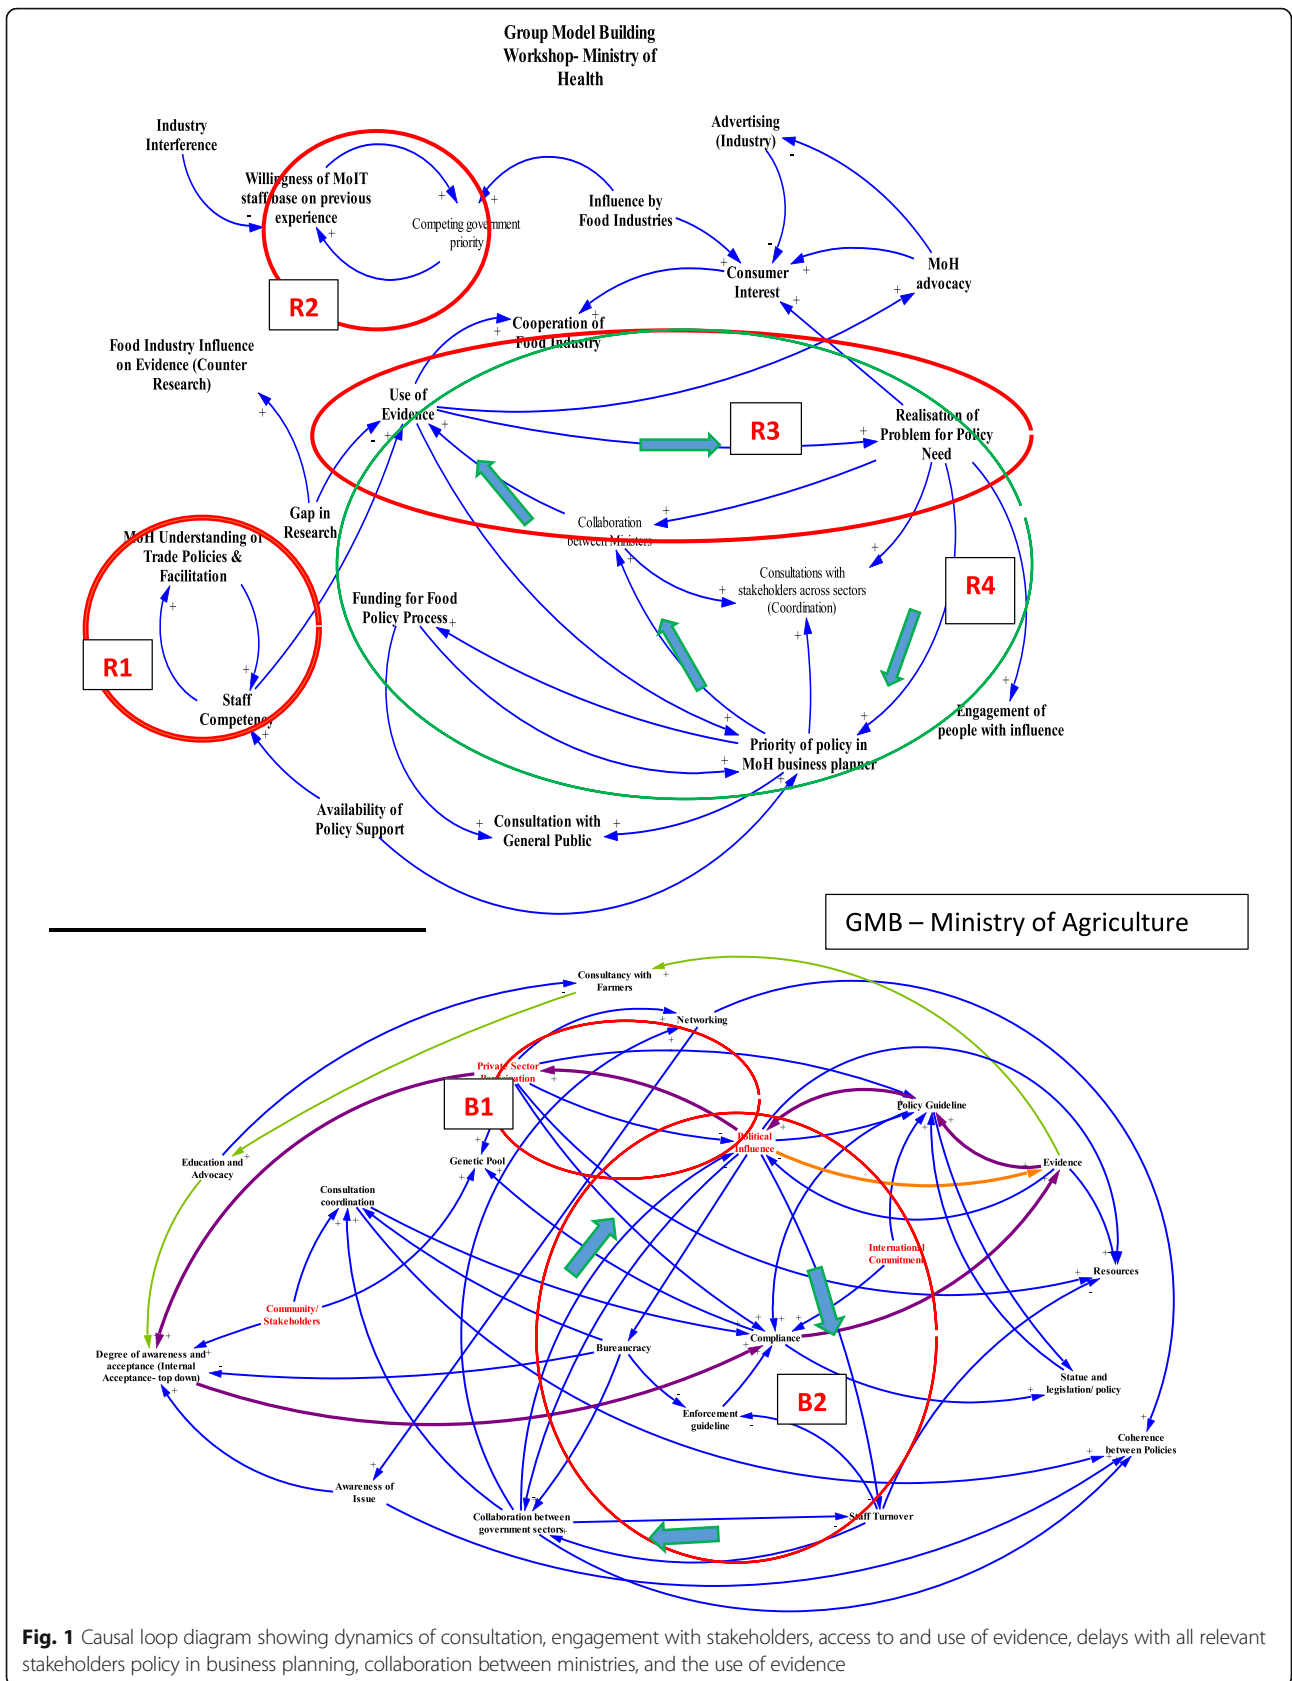 Group Model Building
Workshop- Ministry of
Health
Industry
Interference
Willingness of MoIT
staff base on previous
experience
Competing government
priority
Influence by
Food Industries
Advertising
(Industry)
MoH
advocacy
Consumer
Interest
R2
Cooperation of
Food Industry
Food Industry Influence
on Evidence (Counter
Research)
Use of
Evidence
R3
Realisation of
Problem for Policy
Need
Gap in
Research
Collaboration
between Ministers
MoH Understanding of
Trade Policies &
Facilitation
Consultations with
stakeholders across sectors
(Coordination)
R4
Funding for Food
Policy Process
R1
Staff
Competency
Engagement of
people with influence
Priority of policy in
MoH business planner
Availability of
Policy Support
Consultation with
General Public
GMB – Ministry of Agriculture
Consultancy with
Farmers
Networking
Private Sector
Participation
B1
Policy Guideline
Political
Influence
Genetic Pool
Education and
Advocacy
Evidence
Consultation
coordination
International
Commitment
Resources
Community/
Stakeholders
Compliance
Bureaucracy
Degree of awareness and
acceptance (Internal
Acceptance- top down)
Statue and
legislation/ policy
B2
Enforcement
guideline
Coherence
between Policies
Awareness of
Issue
Collaboration between
government sectors
Staff Turnover
Fig. 1 Causal loop diagram showing dynamics of consultation, engagement with stakeholders, access to and use of evidence, delays with all relevant
stakeholders policy in business planning, collaboration between ministries, and the use of evidence